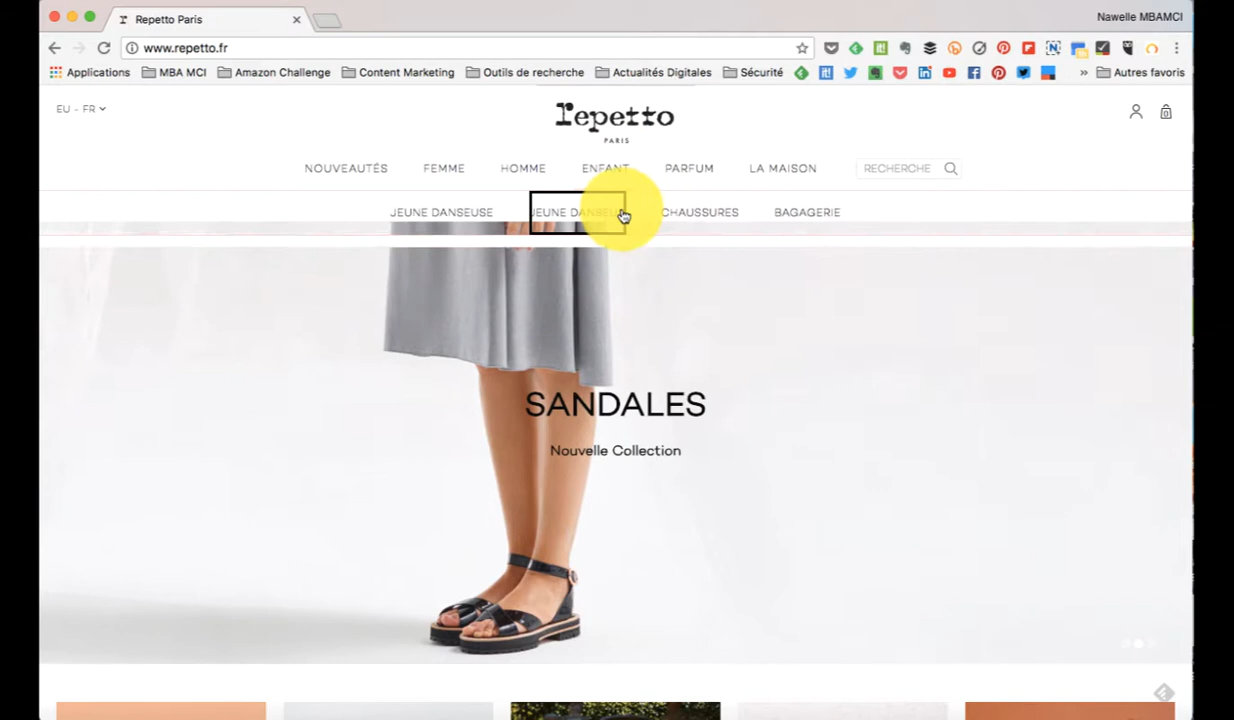 Repetto Paris
Nawelle MBAMCI
www.repetto.fr
Applications MBA MCI Amazon Challenge Content Marketing Outils de recherche Actualités Digitales Sécurité » Autres favoris
EU - FR
repetto
PARIS
0
NOUVEAUTÉS FEMME HOMME ENFANT PARFUM LA MAISON RECHERCHE
JEUNE DANSEUSE JEUNE CHAUSSURES BAGAGERIE
SANDALES
Nouvelle Collection